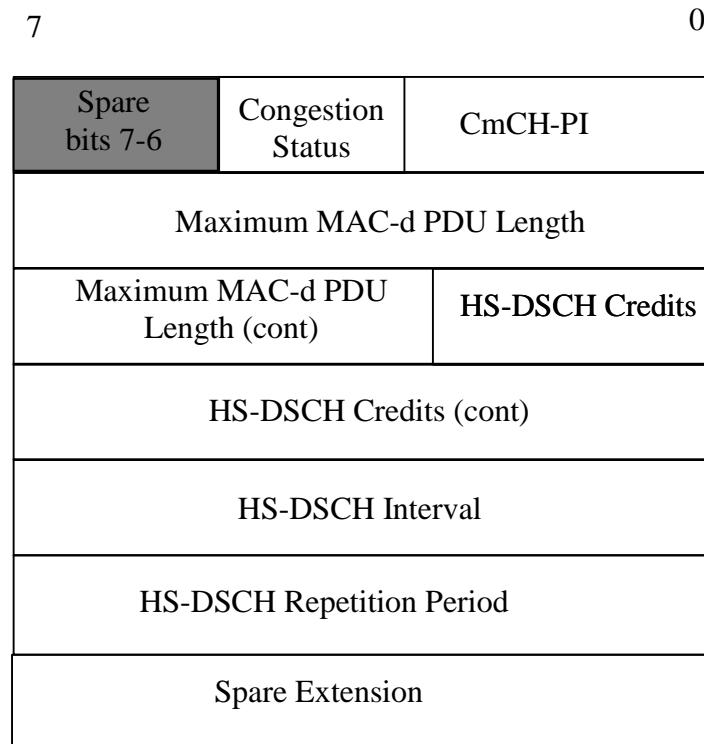 7 0
Spare
bits 7-6
Congestion
Status
CmCH-PI
Maximum MAC-d PDU Length
Maximum MAC-d PDU
Length (cont)
HS-DSCH Credits
HS-DSCH Credits (cont)
HS-DSCH Interval
HS-DSCH Repetition Period
Spare Extension